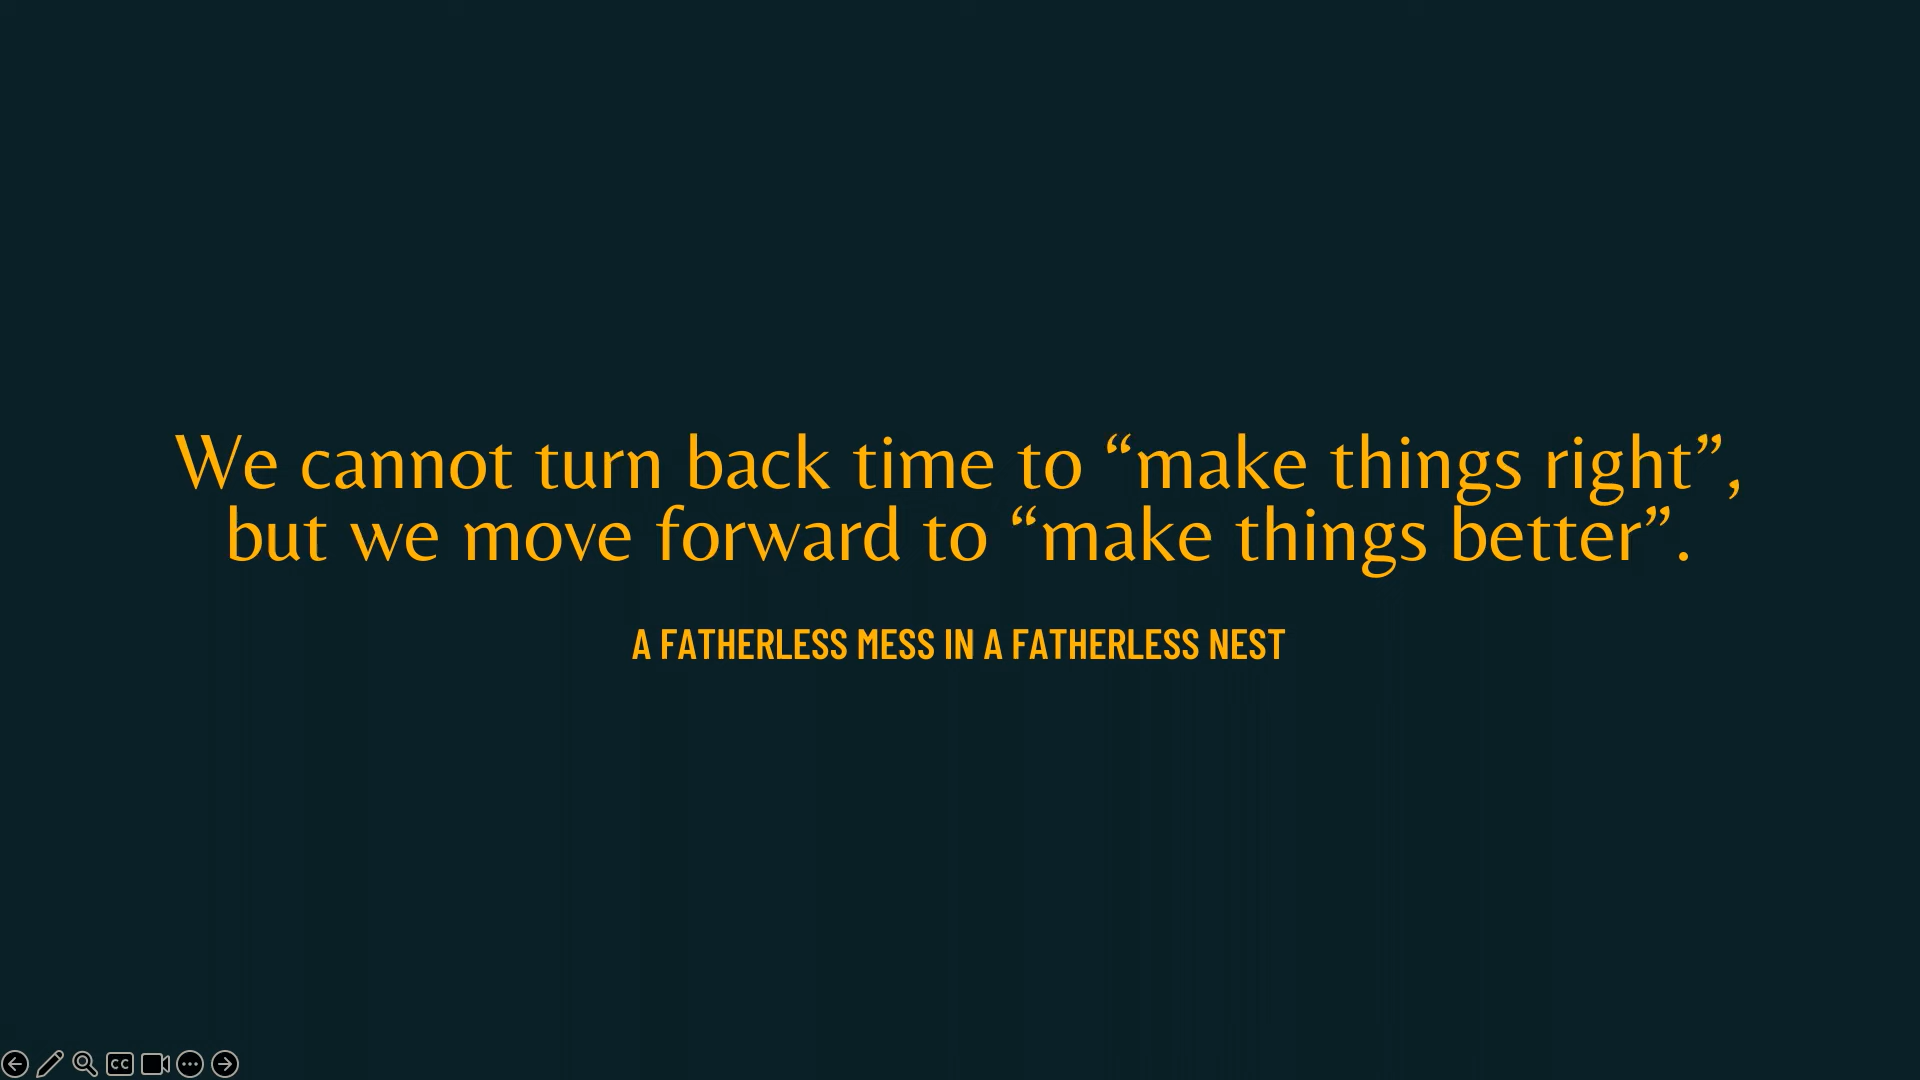 We cannot turn back time to “make things right”,
but we move forward to “make things better”.
A FATHERLESS MESS IN A FATHERLESS NEST
CC